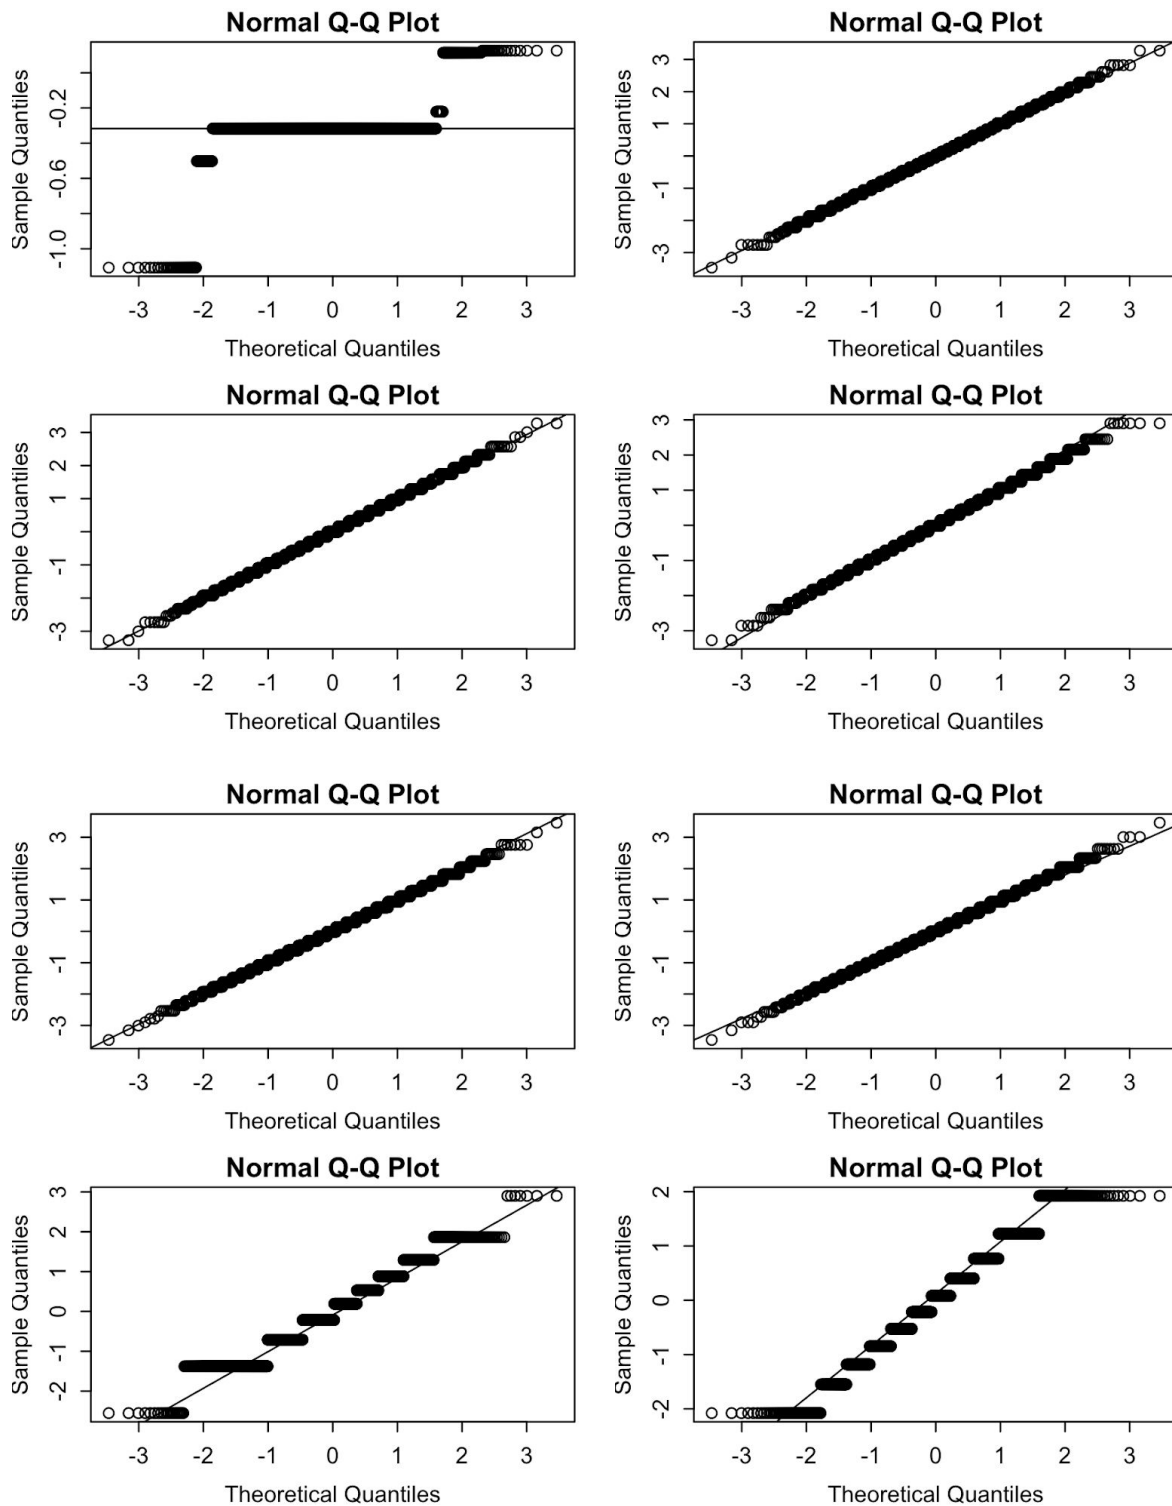 Normal Q-Q Plot
Sample Quantiles
-0.2
-0.6
-1.0
-3 -2 -1 0 1 2 3
Theoretical Quantiles
Normal Q-Q Plot
Sample Quantiles
3
2
1
-1
-3
-3 -2 -1 0 1 2 3
Theoretical Quantiles
Normal Q-Q Plot
Sample Quantiles
3
2
1
-1
-3
-3 -2 -1 0 1 2 3
Theoretical Quantiles
Normal Q-Q Plot
Sample Quantiles
3
1
-1
-3
-3 -2 -1 0 1 2 3
Theoretical Quantiles
Normal Q-Q Plot
Sample Quantiles
3
1
-1
-3
-3 -2 -1 0 1 2 3
Theoretical Quantiles
Normal Q-Q Plot
Sample Quantiles
3
1
-1
-3
-3 -2 -1 0 1 2 3
Theoretical Quantiles
Normal Q-Q Plot
Sample Quantiles
3
2
1
0
-1
-2
-3 -2 -1 0 1 2 3
Theoretical Quantiles
Normal Q-Q Plot
Sample Quantiles
2
1
0
-1
-2
-3 -2 -1 0 1 2 3
Theoretical Quantiles